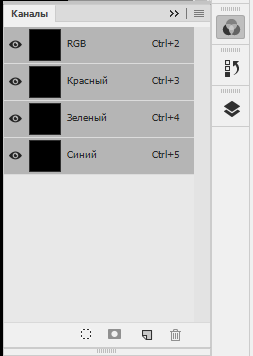 Каналы
RGB Ctrl+2
Красный Ctrl+3
Зеленый Ctrl+4
Синий Ctrl+5